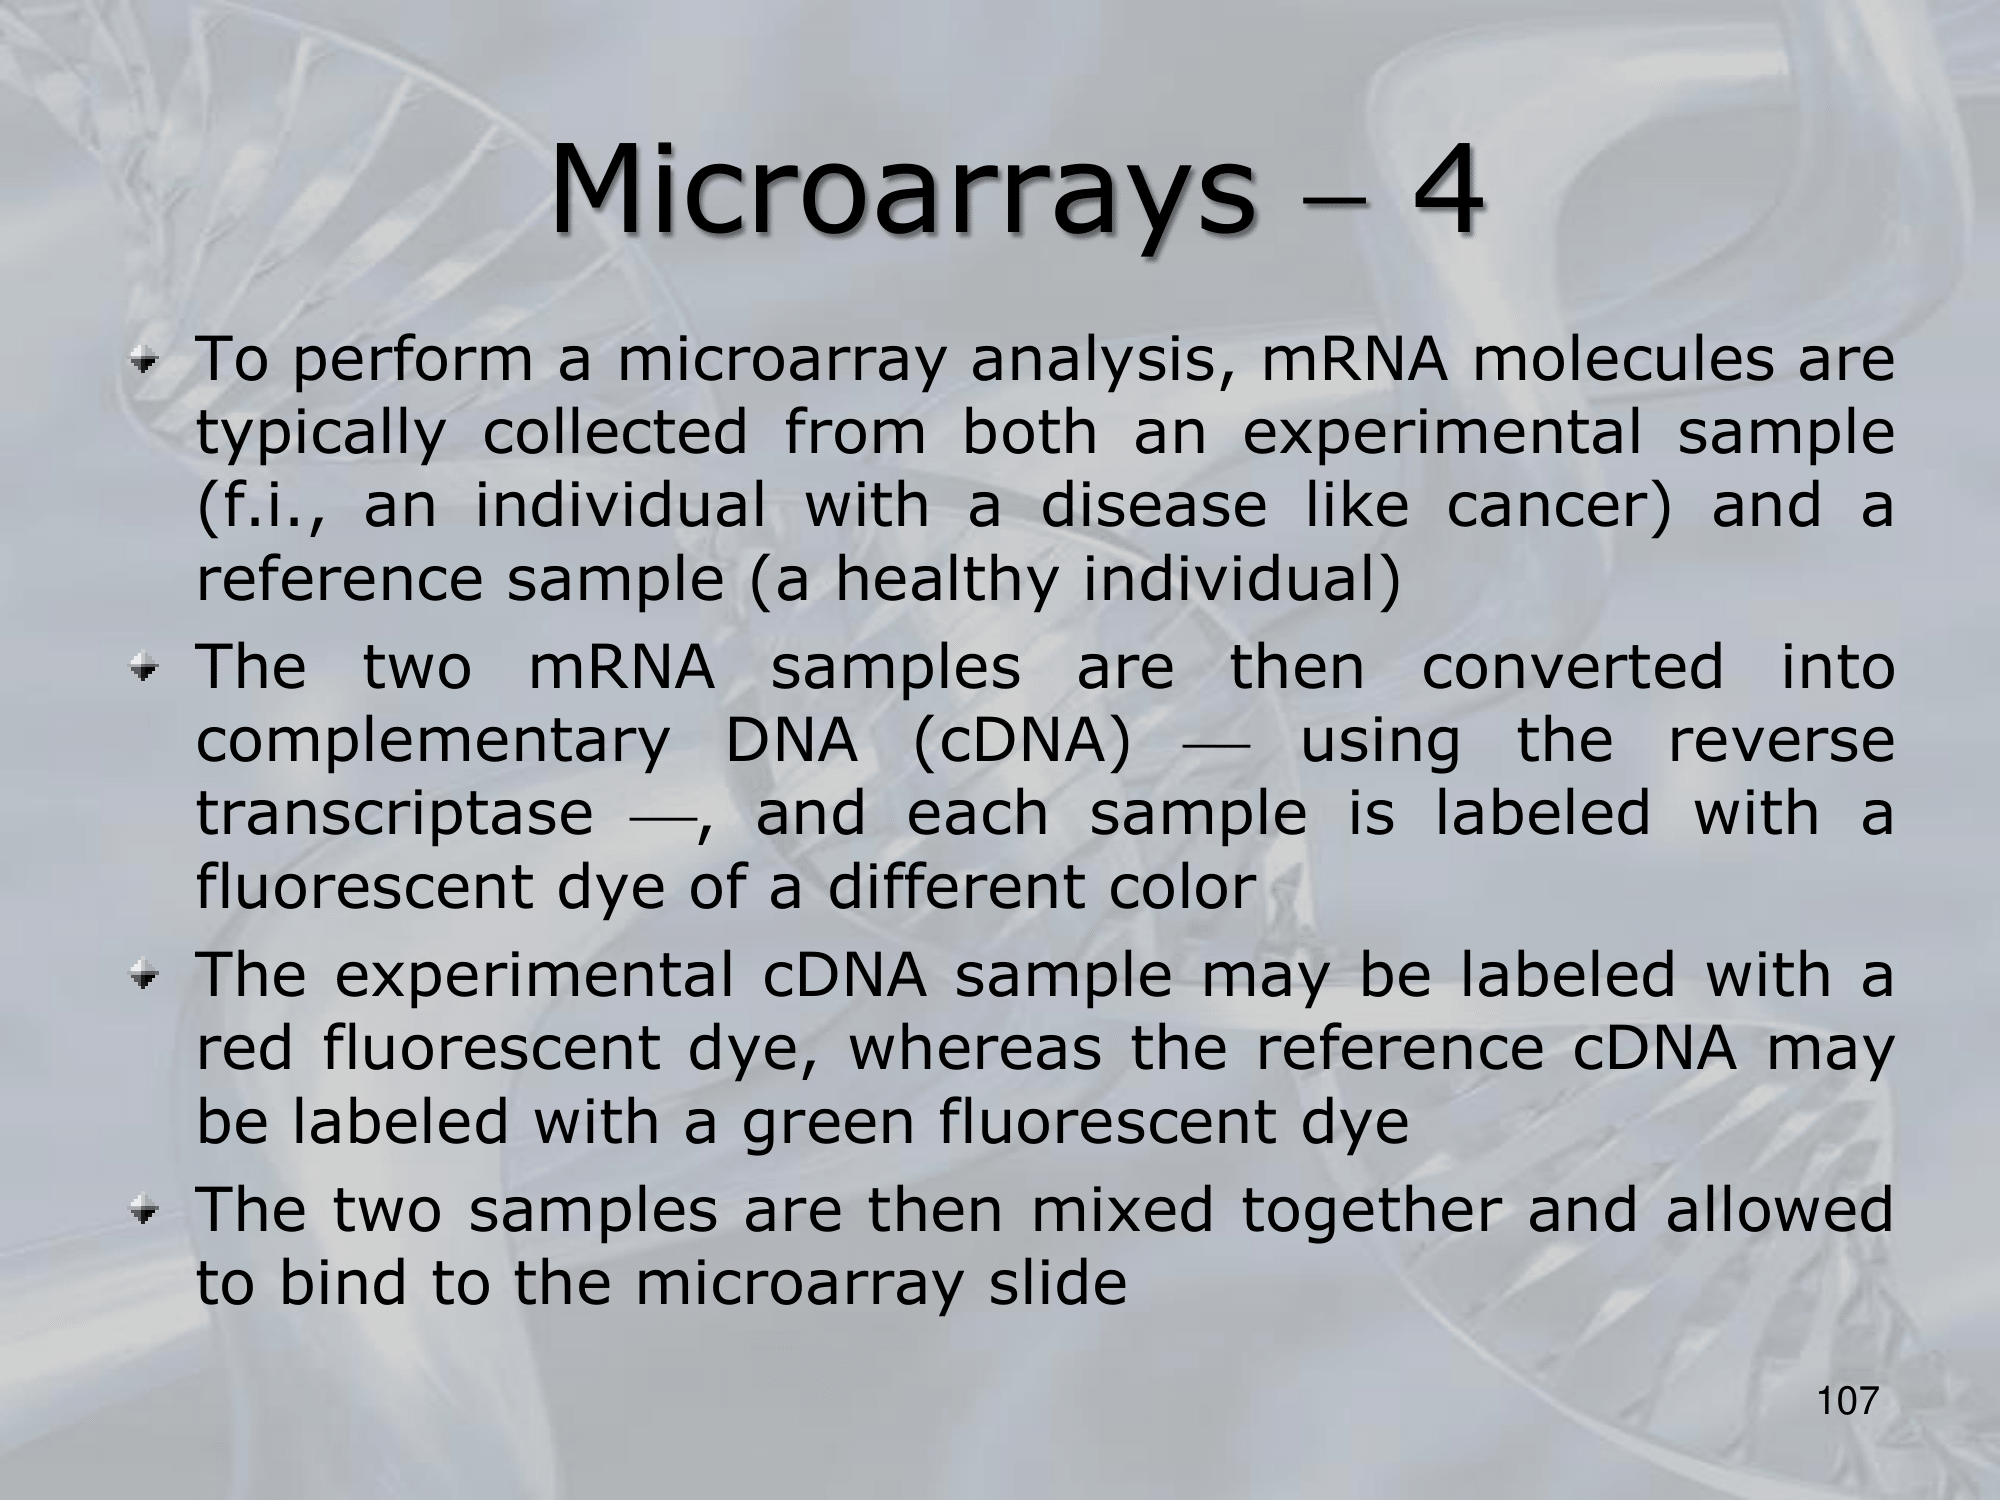 Microarrays – 4
To perform a microarray analysis, mRNA molecules are
typically collected from both an experimental sample
(f.i., an individual with a disease like cancer) and a
reference sample (a healthy individual)
The two mRNA samples are then converted into
complementary DNA (cDNA) — using the reverse
transcriptase —, and each sample is labeled with a
fluorescent dye of a different color
The experimental cDNA sample may be labeled with a
red fluorescent dye, whereas the reference cDNA may
be labeled with a green fluorescent dye
The two samples are then mixed together and allowed
to bind to the microarray slide
107